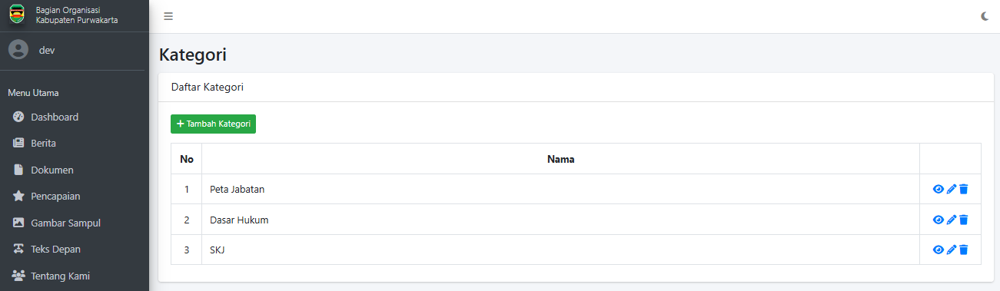 Bagian Organisasi
Kabupaten Purwakarta
dev
Menu Utama
Dashboard
Berita
Dokumen
Pencapaian
Gambar Sampul
Teks Depan
Tentang Kami
Kategori
Daftar Kategori
Tambah Kategori
No Nama
1 Peta Jabatan
2 Dasar Hukum
3 SKJ